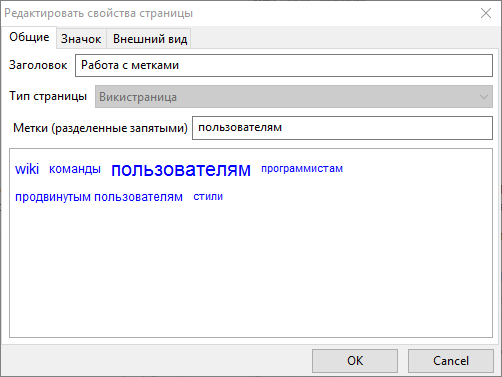 Редактировать свойства страницы
Общие Значок Внешний вид
Заголовок Работа с метками
Тип страницы Викистраница
Метки (разделенные запятыми) пользователям
wiki команды пользователям программистам
продвинутым пользователям стили
OK Cancel